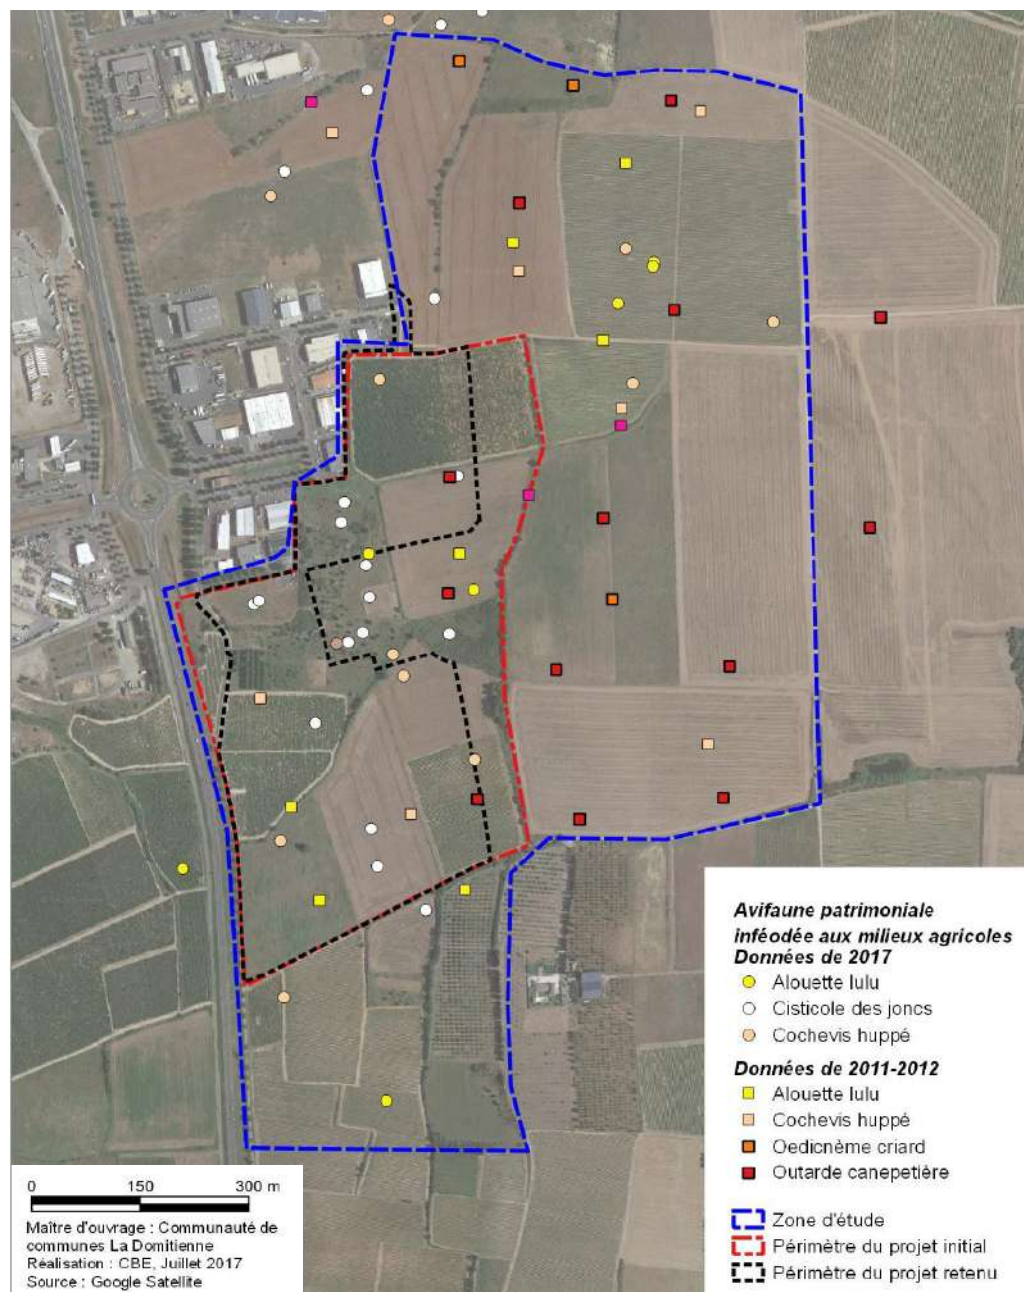 Avifaune patrimoniale
inféodée aux milieux agricoles
Données de 2017
Alouette lulu
Cisticole des joncs
Cochevis huppé
Données de 2011-2012
Alouette lulu
Cochevis huppé
Oedicnème criard
Outarde canepetière
Zone d'étude
Périmètre du projet initial
Périmètre du projet retenu
0 150 300 m
Maître d'ouvrage : Communauté de
communes La Domitienne
Réalisation : CBE, Juillet 2017
Source : Google Satellite